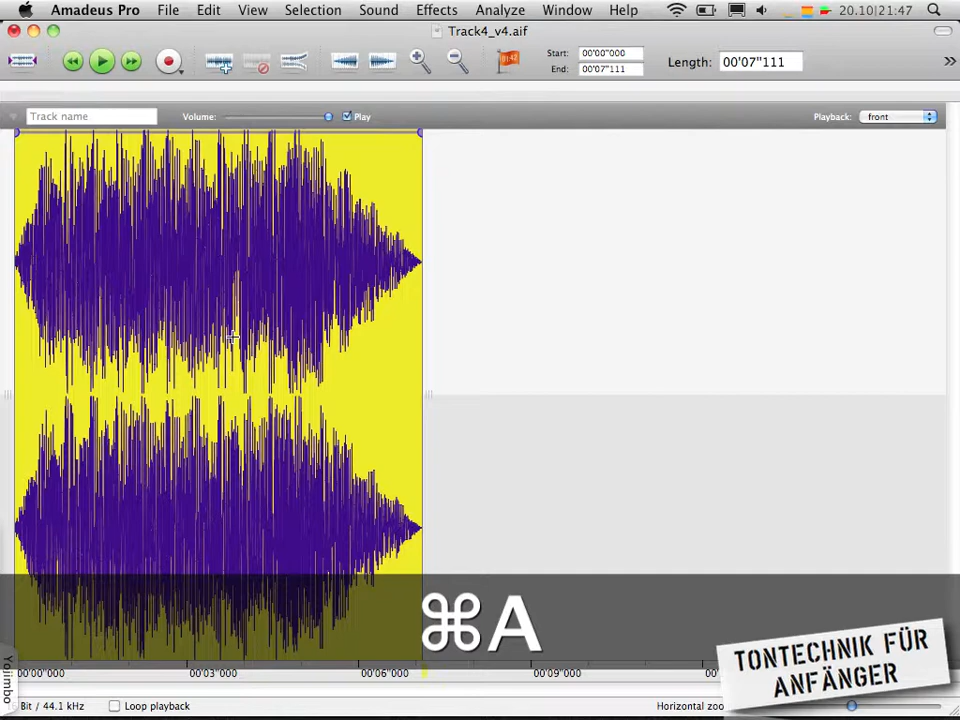 Amadeus Pro File Edit View Selection Sound Effects Analyze Window Help 20.10|21:47
Track4_v4.aif
Start: 00'00"000
End: 00'07"111
Length: 00'07"111
Track name Volume: Play Playback: front
⌘A
TONTECHNIK FÜR
ANFÄNGER
Yojimbo
00'00"000 00'03"000 00'06"000 00'09"000
Bit / 44.1 kHz Loop playback Horizontal zoo